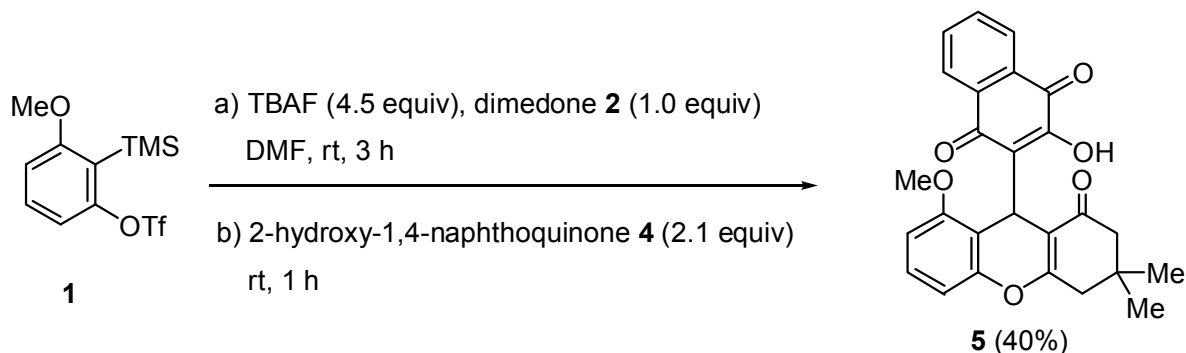 MeO
TMS
OTf
1
a) TBAF (4.5 equiv), dimedone 2 (1.0 equiv)
DMF, rt, 3 h
b) 2-hydroxy-1,4-naphthoquinone 4 (2.1 equiv)
rt, 1 h
O
O
OH
MeO
O
O
Me
Me
5 (40%)